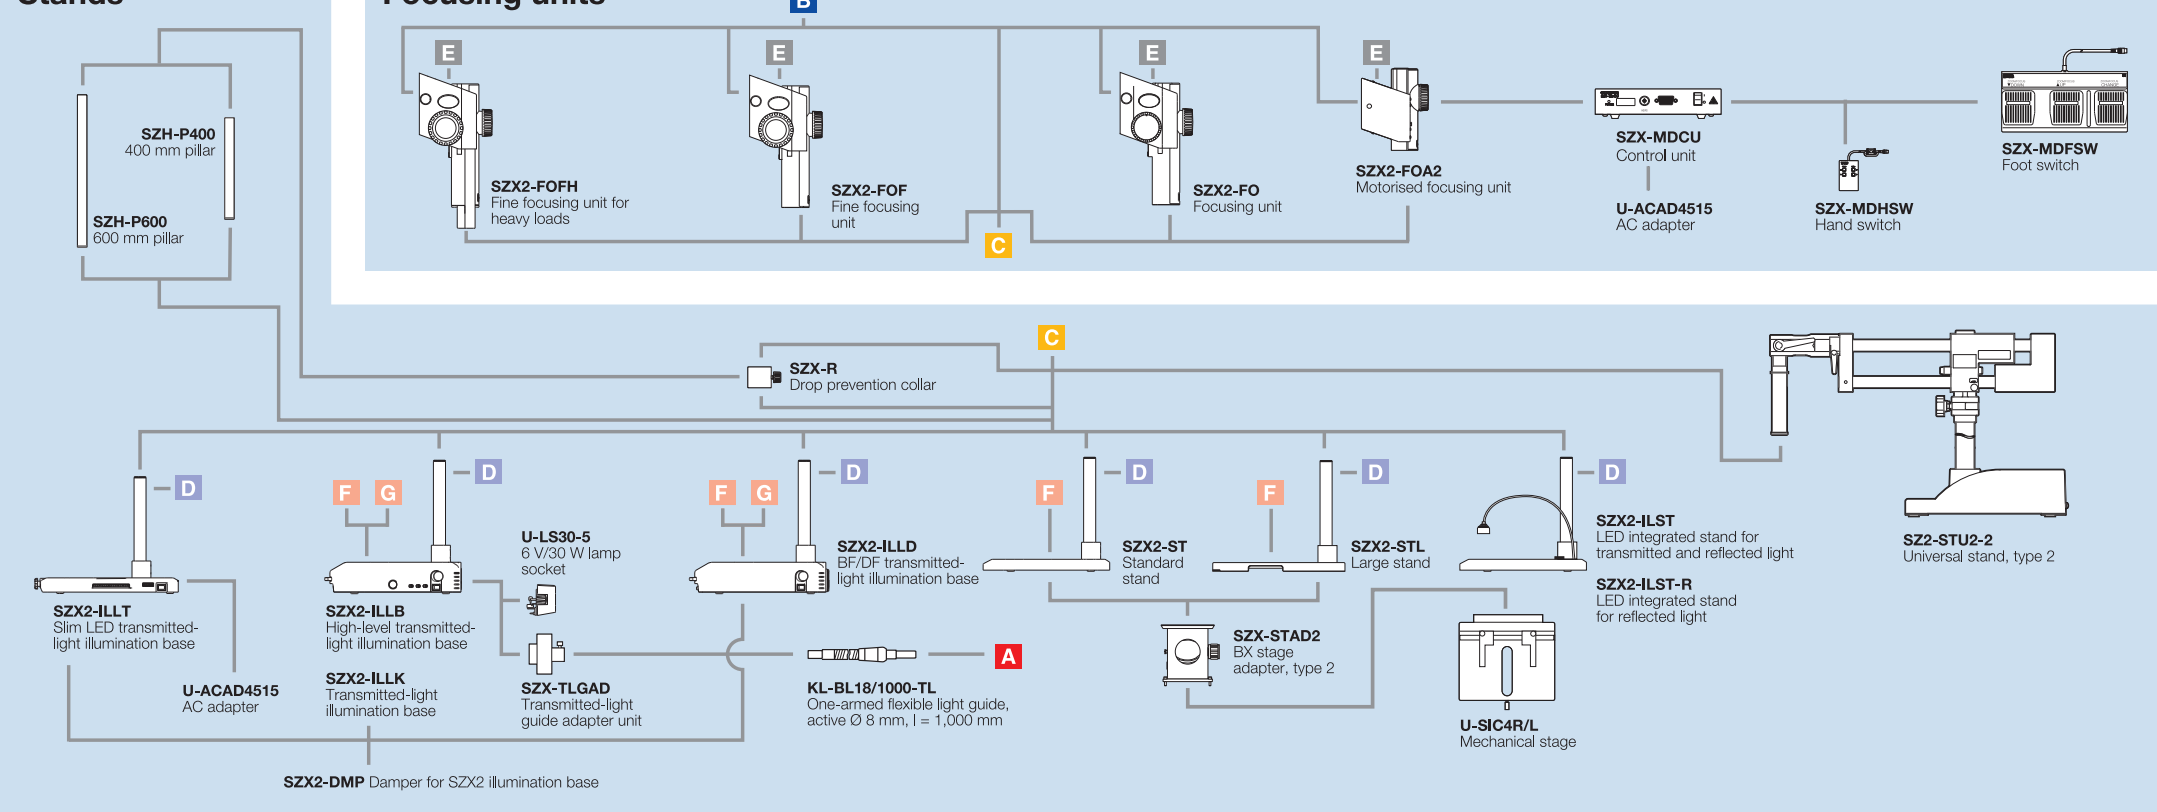 Stands
Focusing units
B
E
E
E
E
SZH-P400
400 mm pillar
SZH-P600
600 mm pillar
SZX2-FOFH
Fine focusing unit for
heavy loads
SZX2-FOF
Fine focusing
unit
SZX2-FO
Focusing unit
SZX2-FOA2
Motorised focusing unit
SZX-MDCU
Control unit
U-ACAD4515
AC adapter
SZX-MDHSW
Hand switch
SZX-MDFSW
Foot switch
C
C
SZX-R
Drop prevention collar
D
F
G
D
F
G
D
F
D
F
D
D
SZX2-ILLT
Slim LED transmitted-
light illumination base
U-ACAD4515
AC adapter
SZX2-ILLB
High-level transmitted-
light illumination base
SZX2-ILLK
Transmitted-light
illumination base
U-LS30-5
6 V/30 W lamp
socket
SZX-TLGAD
Transmitted-light
guide adapter unit
SZX2-ILLD
BF/DF transmitted-
light illumination base
KL-BL18/1000-TL
One-armed flexible light guide,
active Ø 8 mm, l = 1,000 mm
A
SZX2-ST
Standard
stand
SZX2-STL
Large stand
SZX-STAD2
BX stage
adapter, type 2
SZX2-ILST
LED integrated stand for
transmitted and reflected light
SZX2-ILST-R
LED integrated stand
for reflected light
U-SIC4R/L
Mechanical stage
SZ2-STU2-2
Universal stand, type 2
SZX2-DMP Damper for SZX2 illumination base